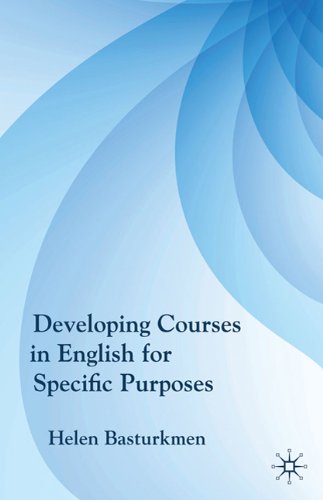 Developing Courses
in English for
Specific Purposes
Helen Basturkmen